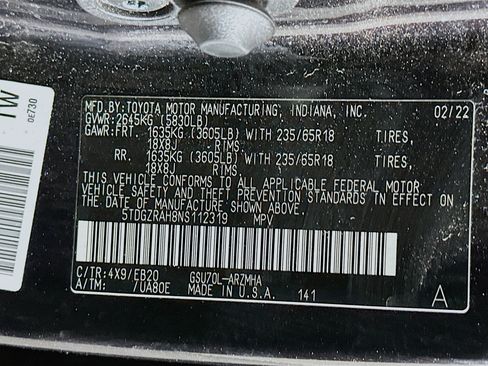 MFD.BY:TOYOTA MOTOR MANUFACTURING, INDIANA, INC. 02/22
GVWR:2645KG (5830LB)
GAWR:FRT. 1635KG (3605LB) WITH 235/65R18 TIRES,
18X8J RIMS,
RR. 1635KG (3605LB) WITH 235/65R18 TIRES,
18X8J RIMS,
THIS VEHICLE CONFORMS TO ALL APPLICABLE FEDERAL MOTOR
VEHICLE SAFETY AND THEFT PREVENTION STANDARDS IN EFFECT ON
THE DATE OF MANUFACTURE SHOWN ABOVE.
5TDGZRAH8NS112319 MPV
C/TR:4X9/EB20 GSU70L-ARZMHA
A/TM: 7UA80E MADE IN U.S.A. 141 A
1W
0E730